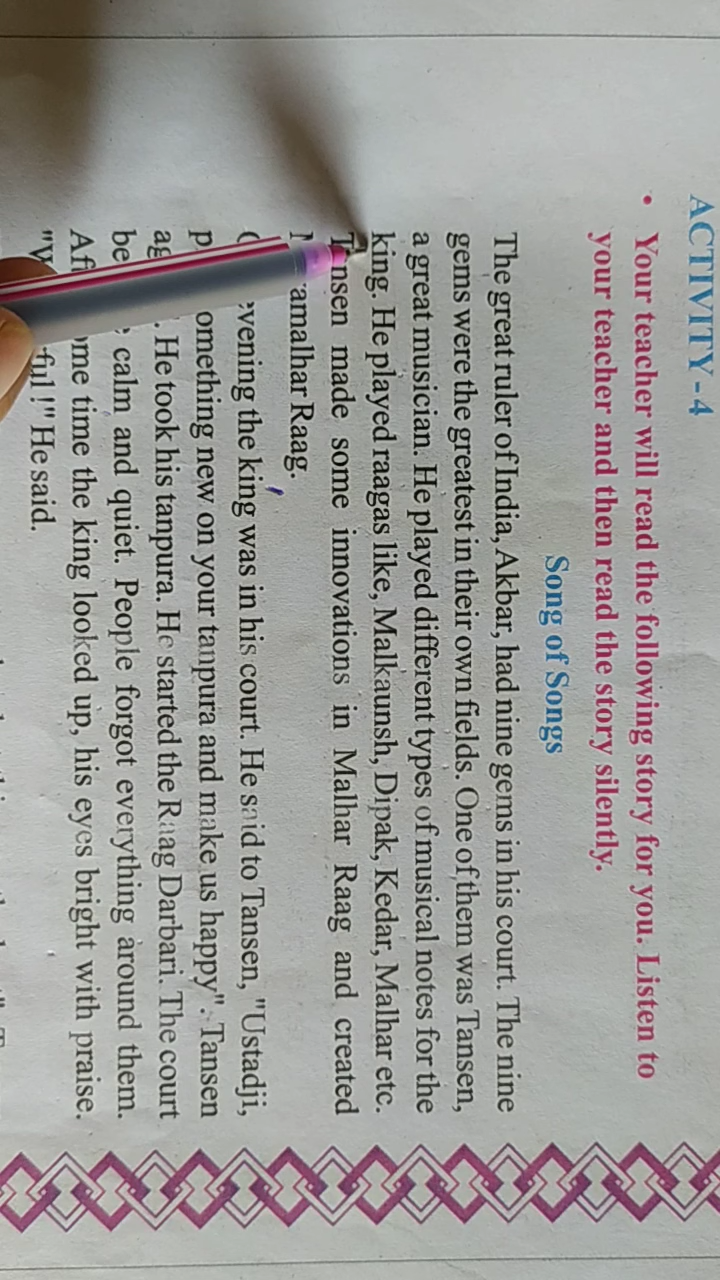 ACTIVITY - 4
• Your teacher will read the following story for you. Listen to
your teacher and then read the story silently.
Song of Songs
The great ruler of India, Akbar, had nine gems in his court. The nine
gems were the greatest in their own fields. One of them was Tansen,
a great musician. He played different types of musical notes for the
king. He played raagas like, Malkaunsh, Dipak, Kedar, Malhar etc.
Tansen made some innovations in Malhar Raag and created
Raag.
evening the king was in his court. He said to Tansen, "Ustadji,
something new on your tanpura and make us happy". Tansen
He took his tanpura. He started the Raag Darbari. The court
calm and quiet. People forgot everything around them.
time the king looked up, his eyes bright with praise.
He said.